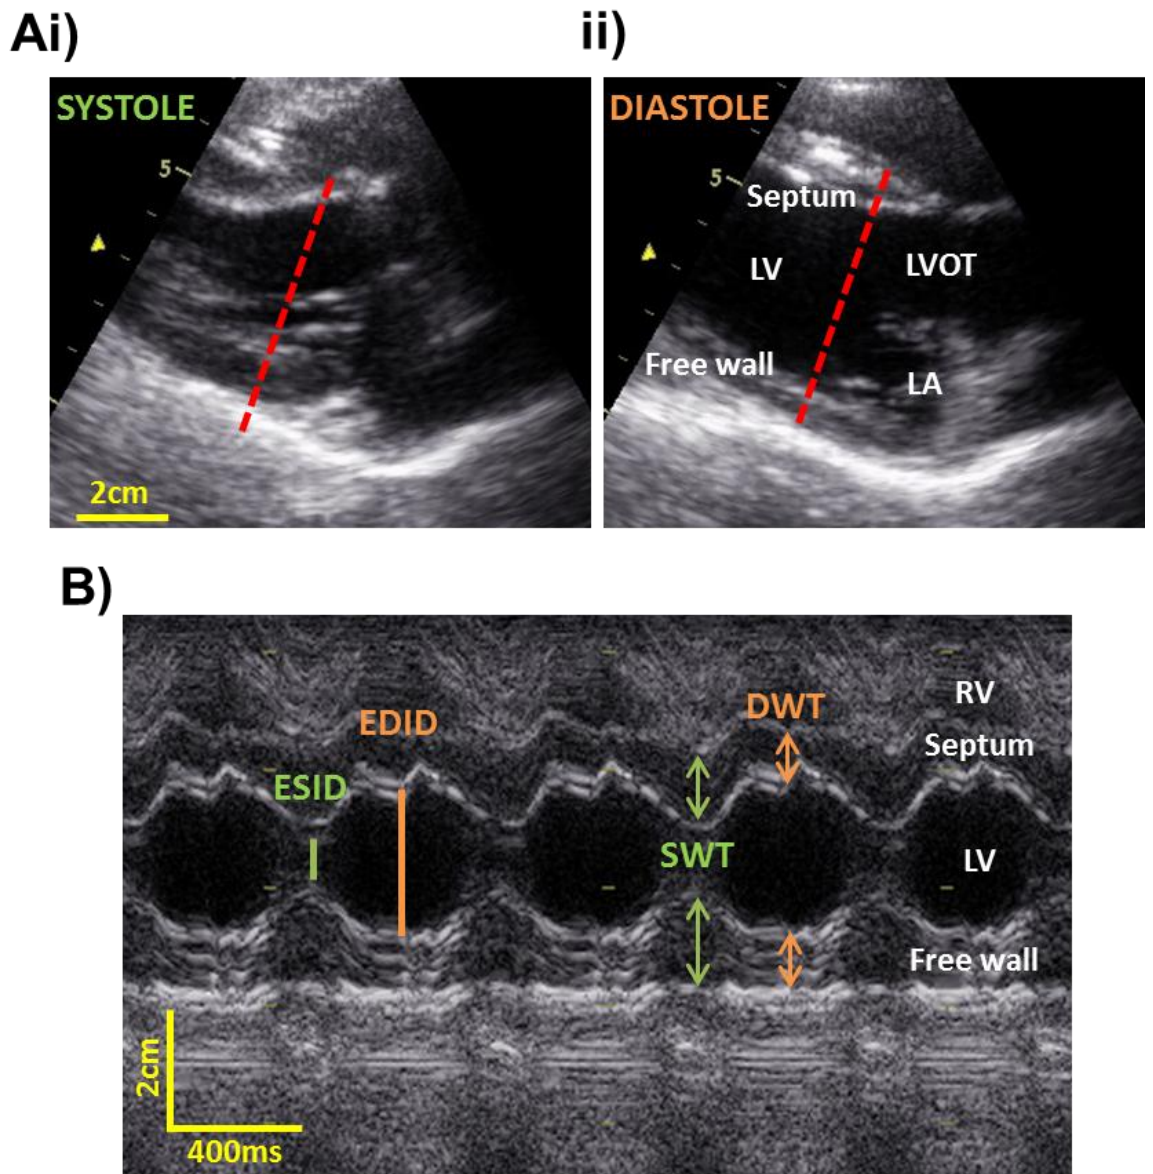 Ai)
ii)
SYSTOLE
DIASTOLE
5
5
Septum
LV
LVOT
Free wall
LA
2cm
B)
RV
DWT
EDID
Septum
ESID
SWT
LV
Free wall
2cm
400ms